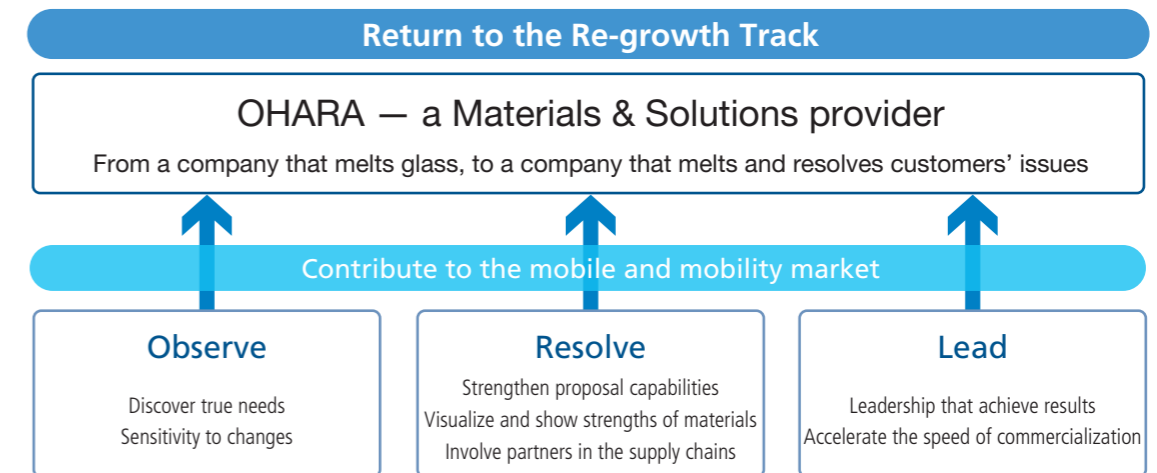 Return to the Re-growth Track
OHARA — a Materials & Solutions provider
From a company that melts glass, to a company that melts and resolves customers’ issues
Contribute to the mobile and mobility market
Observe
Discover true needs
Sensitivity to changes
Resolve
Strengthen proposal capabilities
Visualize and show strengths of materials
Involve partners in the supply chains
Lead
Leadership that achieve results
Accelerate the speed of commercialization